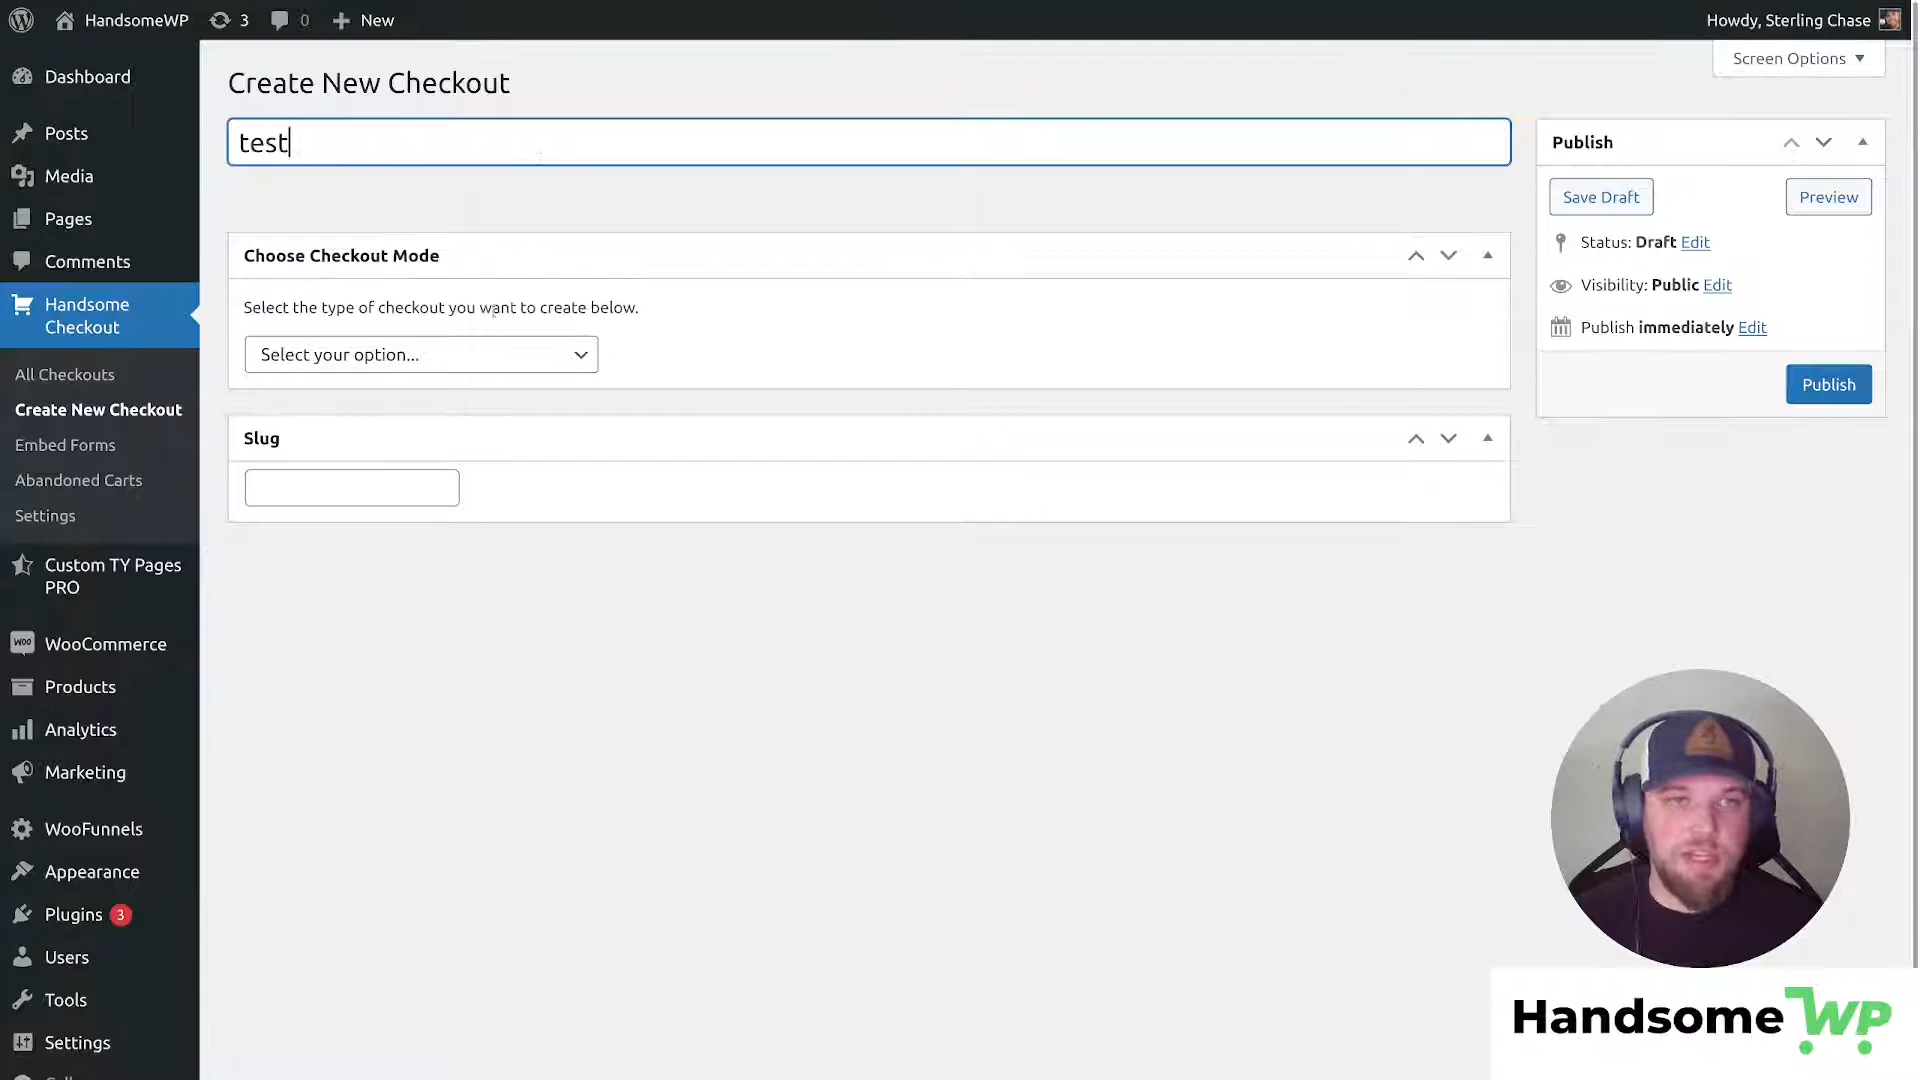 HandsomeWP
3
0
New
Howdy, Sterling Chase
Screen Options
Dashboard
Posts
Media
Pages
Comments
Handsome
Checkout
All Checkouts
Create New Checkout
Embed Forms
Abandoned Carts
Settings
Custom TY Pages
PRO
WooCommerce
Products
Analytics
Marketing
WooFunnels
Appearance
Plugins 3
Users
Tools
Settings
Create New Checkout
test
Choose Checkout Mode
Select the type of checkout you want to create below.
Select your option...
Slug
Publish
Save Draft
Preview
Status: Draft Edit
Visibility: Public Edit
Publish immediately Edit
Publish
Handsome WP